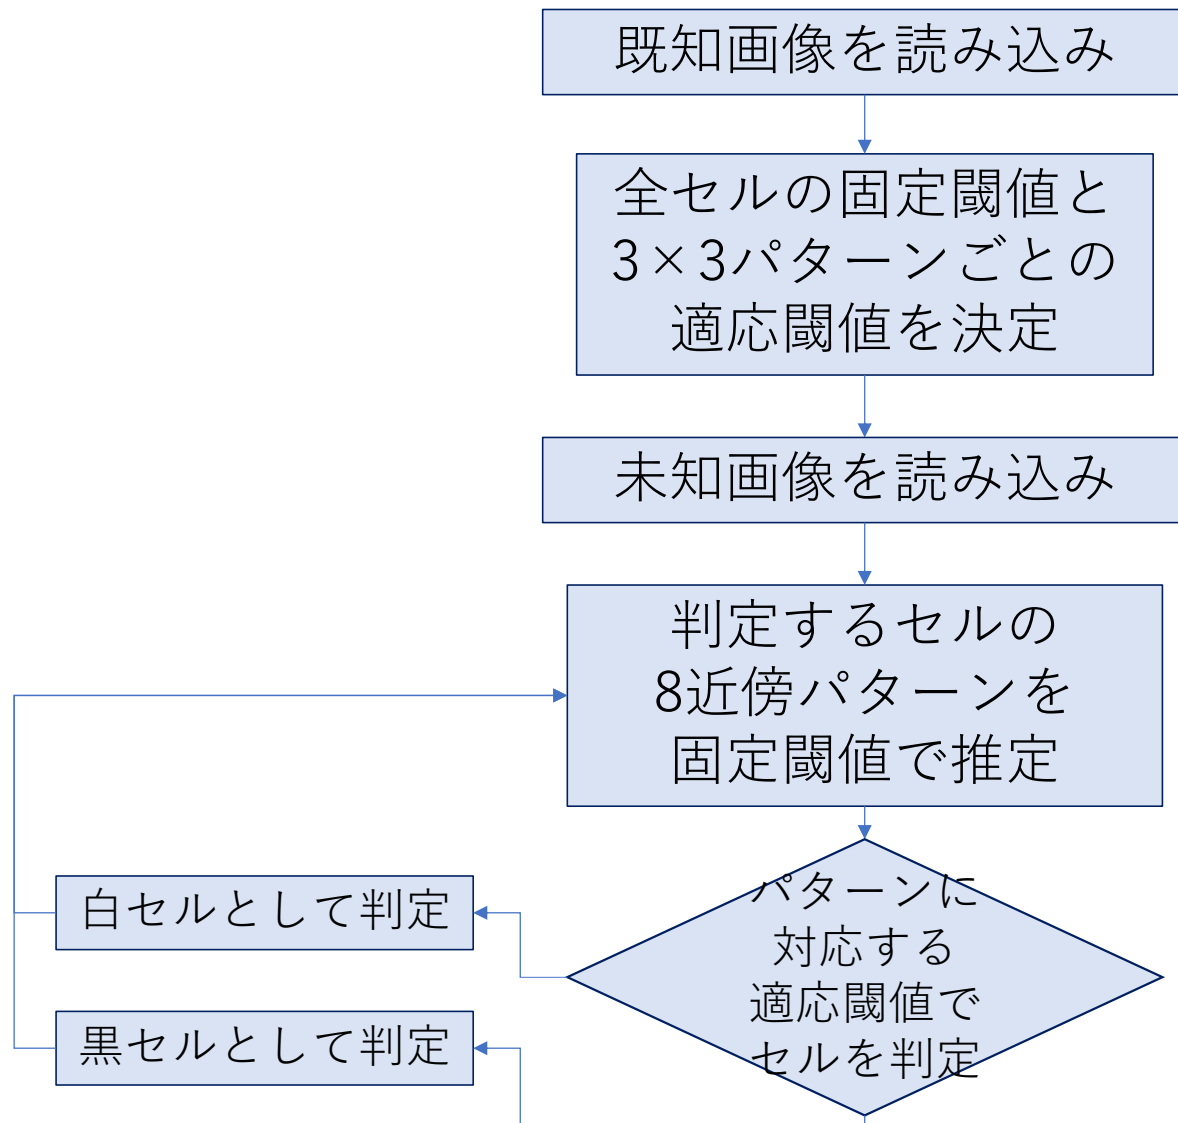 既知画像を読み込み
全セルの固定閾値と
3×3パターンごとの
適応閾値を決定
未知画像を読み込み
判定するセルの
8近傍パターンを
固定閾値で推定
パターンに
対応する
適応閾値で
セルを判定
白セルとして判定
黒セルとして判定